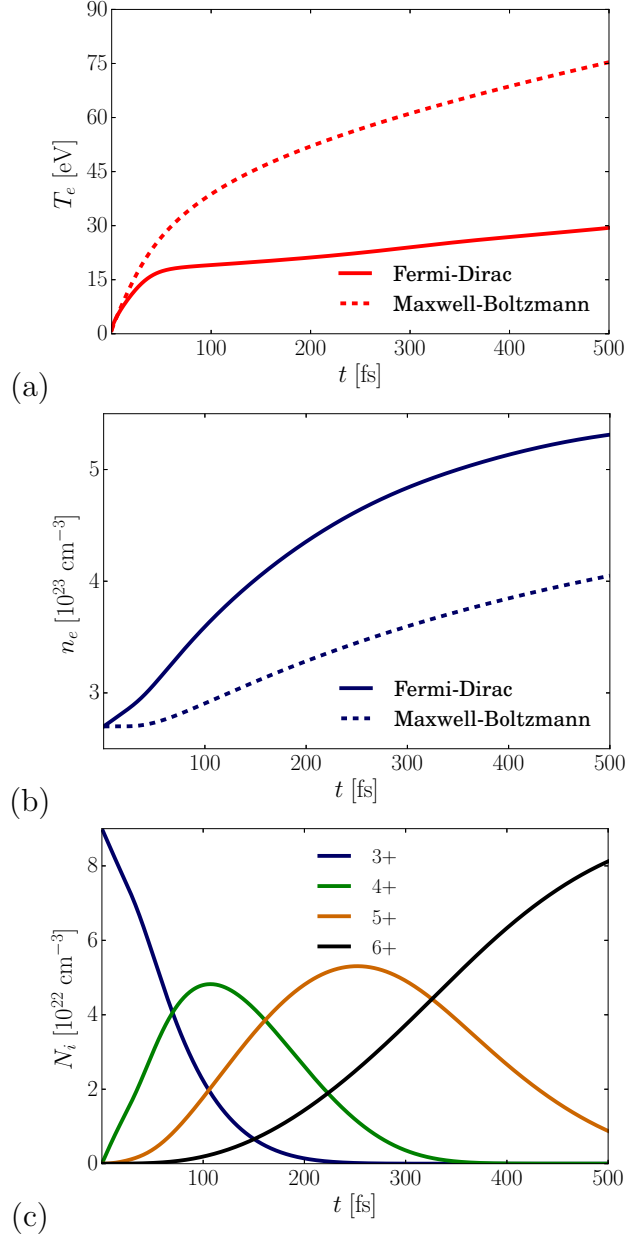 90
75
60
45
30
15
0
T_e [eV]
Fermi-Dirac
Maxwell-Boltzmann
100 200 300 400 500
t [fs]
(a)
5
4
3
n_e [10^23 cm^−3]
Fermi-Dirac
Maxwell-Boltzmann
100 200 300 400 500
t [fs]
(b)
8
6
4
2
0
N_i [10^22 cm^−3]
3+
4+
5+
6+
100 200 300 400 500
t [fs]
(c)